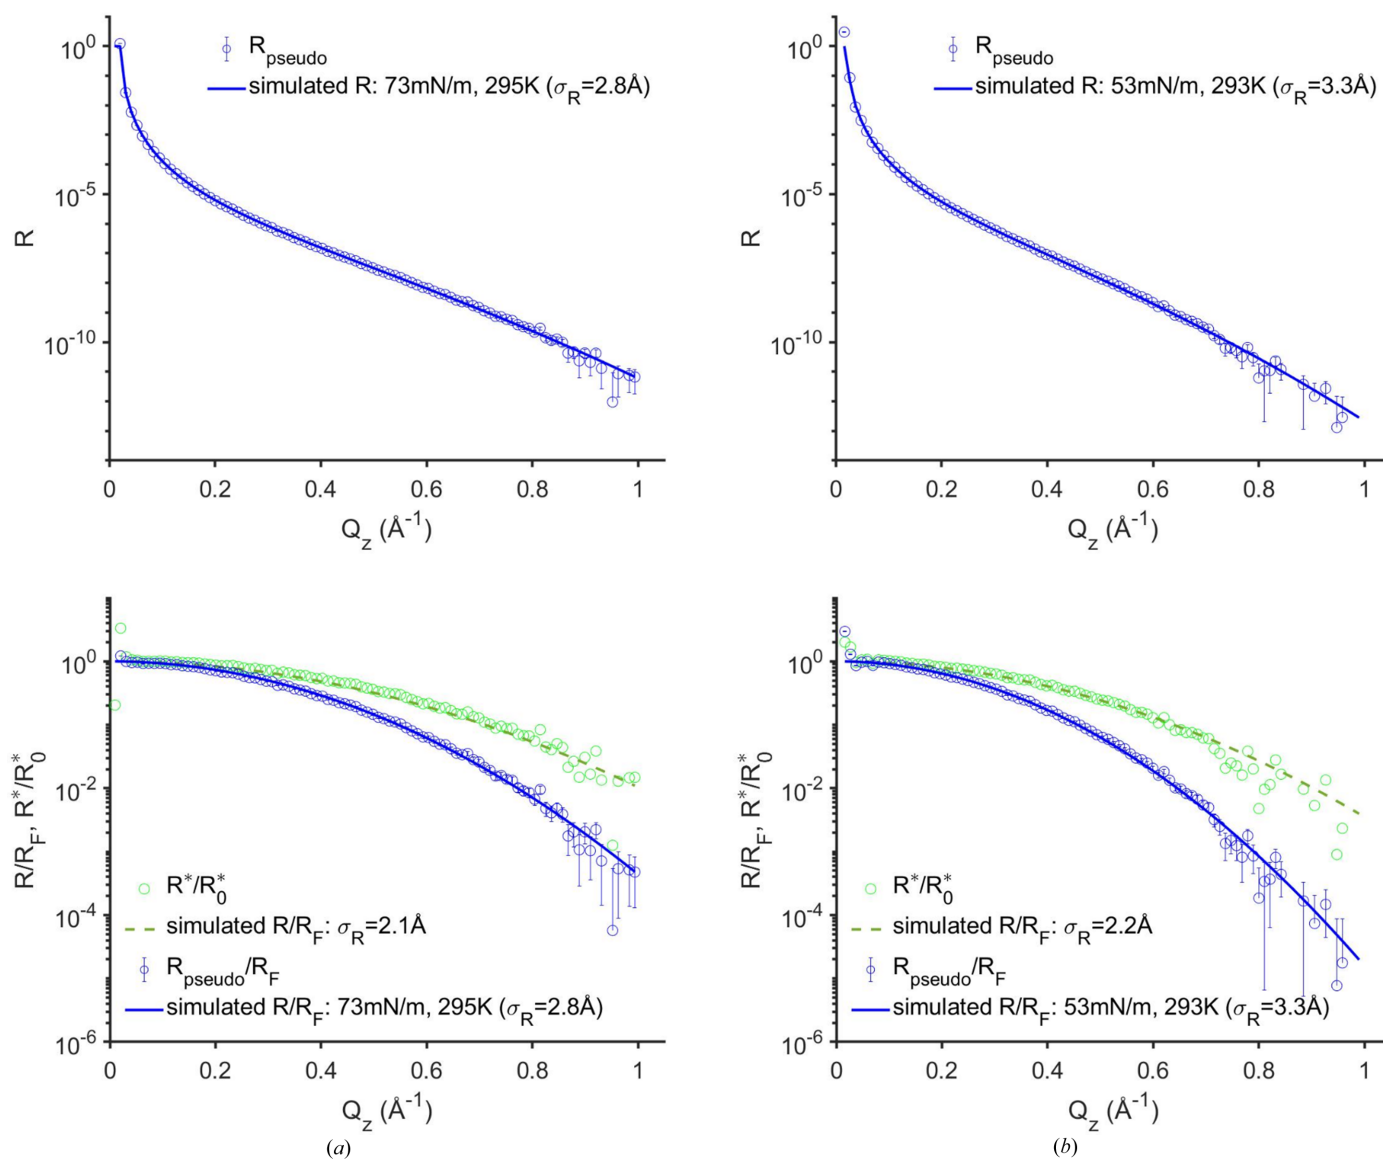 R_pseudo
simulated R: 73mN/m, 295K (σ_R=2.8Å)
10^0
10^-5
10^-10
R
0 0.2 0.4 0.6 0.8 1
Q_z (Å^-1)
R_pseudo
simulated R: 53mN/m, 293K (σ_R=3.3Å)
10^0
10^-5
10^-10
R
0 0.2 0.4 0.6 0.8 1
Q_z (Å^-1)
10^0
10^-2
10^-4
10^-6
R/R_F, R^*/R^*_0
R^*/R^*_0
simulated R/R_F: σ_R=2.1Å
R_pseudo/R_F
simulated R/R_F: 73mN/m, 295K (σ_R=2.8Å)
0 0.2 0.4 0.6 0.8 1
Q_z (Å^-1)
(a)
10^0
10^-2
10^-4
10^-6
R/R_F, R^*/R^*_0
R^*/R^*_0
simulated R/R_F: σ_R=2.2Å
R_pseudo/R_F
simulated R/R_F: 53mN/m, 293K (σ_R=3.3Å)
0 0.2 0.4 0.6 0.8 1
Q_z (Å^-1)
(b)